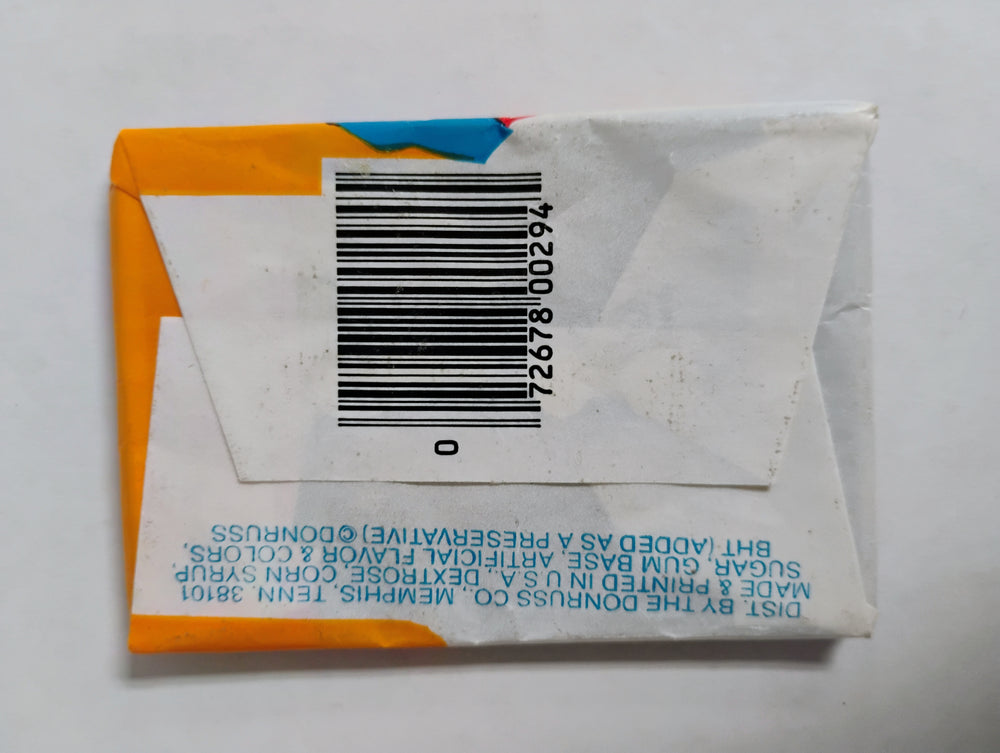 0
72678 00294
DIST. BY THE DONRUSS CO., MEMPHIS, TENN. 38101
MADE & PRINTED IN U.S.A. DEXTROSE, CORN SYRUP,
SUGAR, GUM BASE, ARTIFICIAL FLAVOR & COLORS,
BHT (ADDED AS A PRESERVATIVE) ©DONRUSS